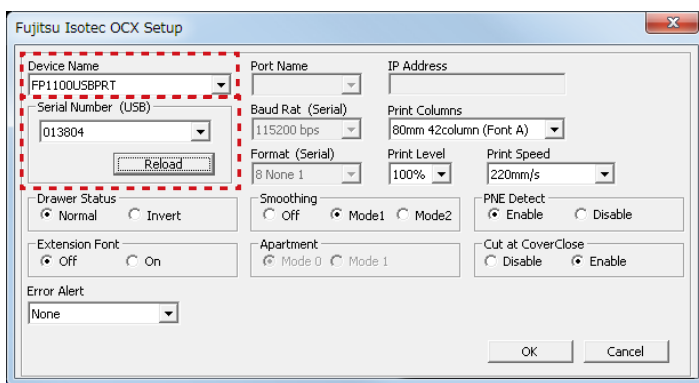 Fujitsu Isotec OCX Setup
Device Name
FP1100USBPRT
Serial Number (USB)
013804
Reload
Port Name
IP Address
Baud Rat (Serial)
115200 bps
Print Columns
80mm 42column (Font A)
Format (Serial)
8 None 1
Print Level
100%
Print Speed
220mm/s
Drawer Status
Normal Invert
Smoothing
Off Mode1 Mode2
PNE Detect
Enable Disable
Extension Font
Off On
Apartment
Mode 0 Mode 1
Cut at CoverClose
Disable Enable
Error Alert
None
OK Cancel